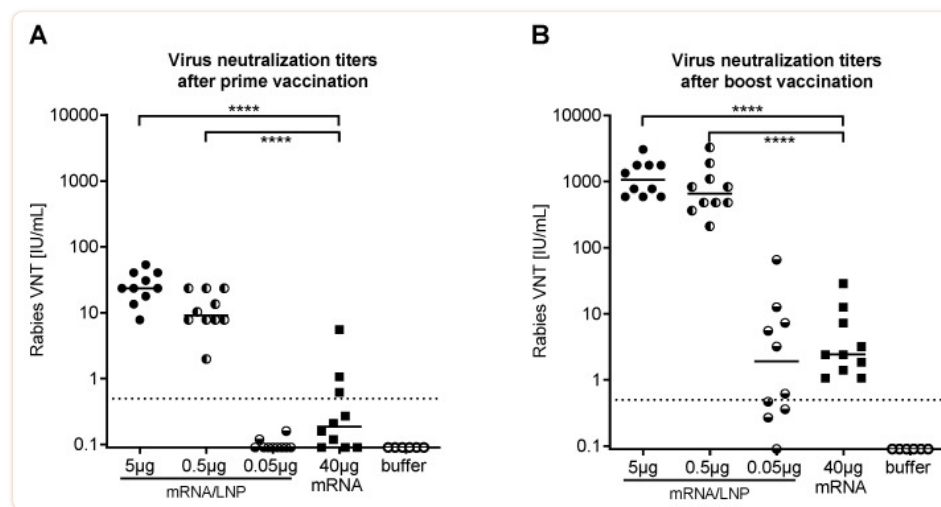 A
Virus neutralization titers
after prime vaccination
****
****
Rabies VNT [IU/mL]
10000
1000
100
10
1
0.1
5µg 0.5µg 0.05µg 40µg buffer
mRNA/LNP mRNA
B
Virus neutralization titers
after boost vaccination
****
****
Rabies VNT [IU/mL]
10000
1000
100
10
1
0.1
5µg 0.5µg 0.05µg 40µg buffer
mRNA/LNP mRNA